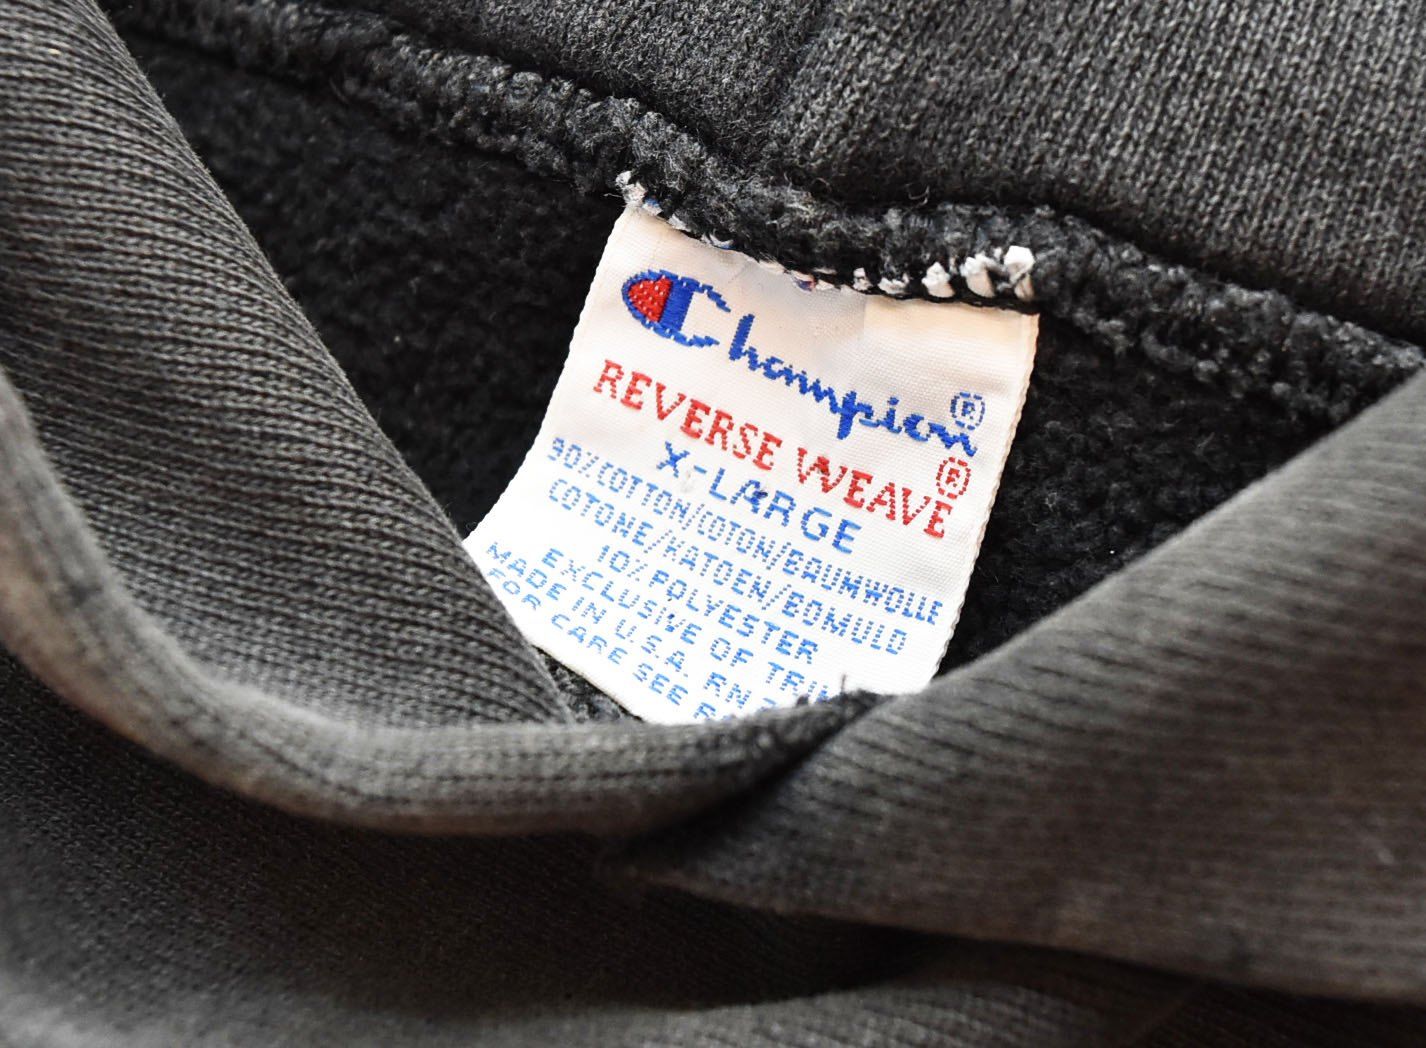 Champion®
REVERSE WEAVE®
X-LARGE
90%COTTON/COTON/BAUMWOLLE
COTONE/KATOEN/BOMULD
10% POLYESTER
EXCLUSIVE OF TRIM
MADE IN U.S.A. RN
FOR CARE SEE